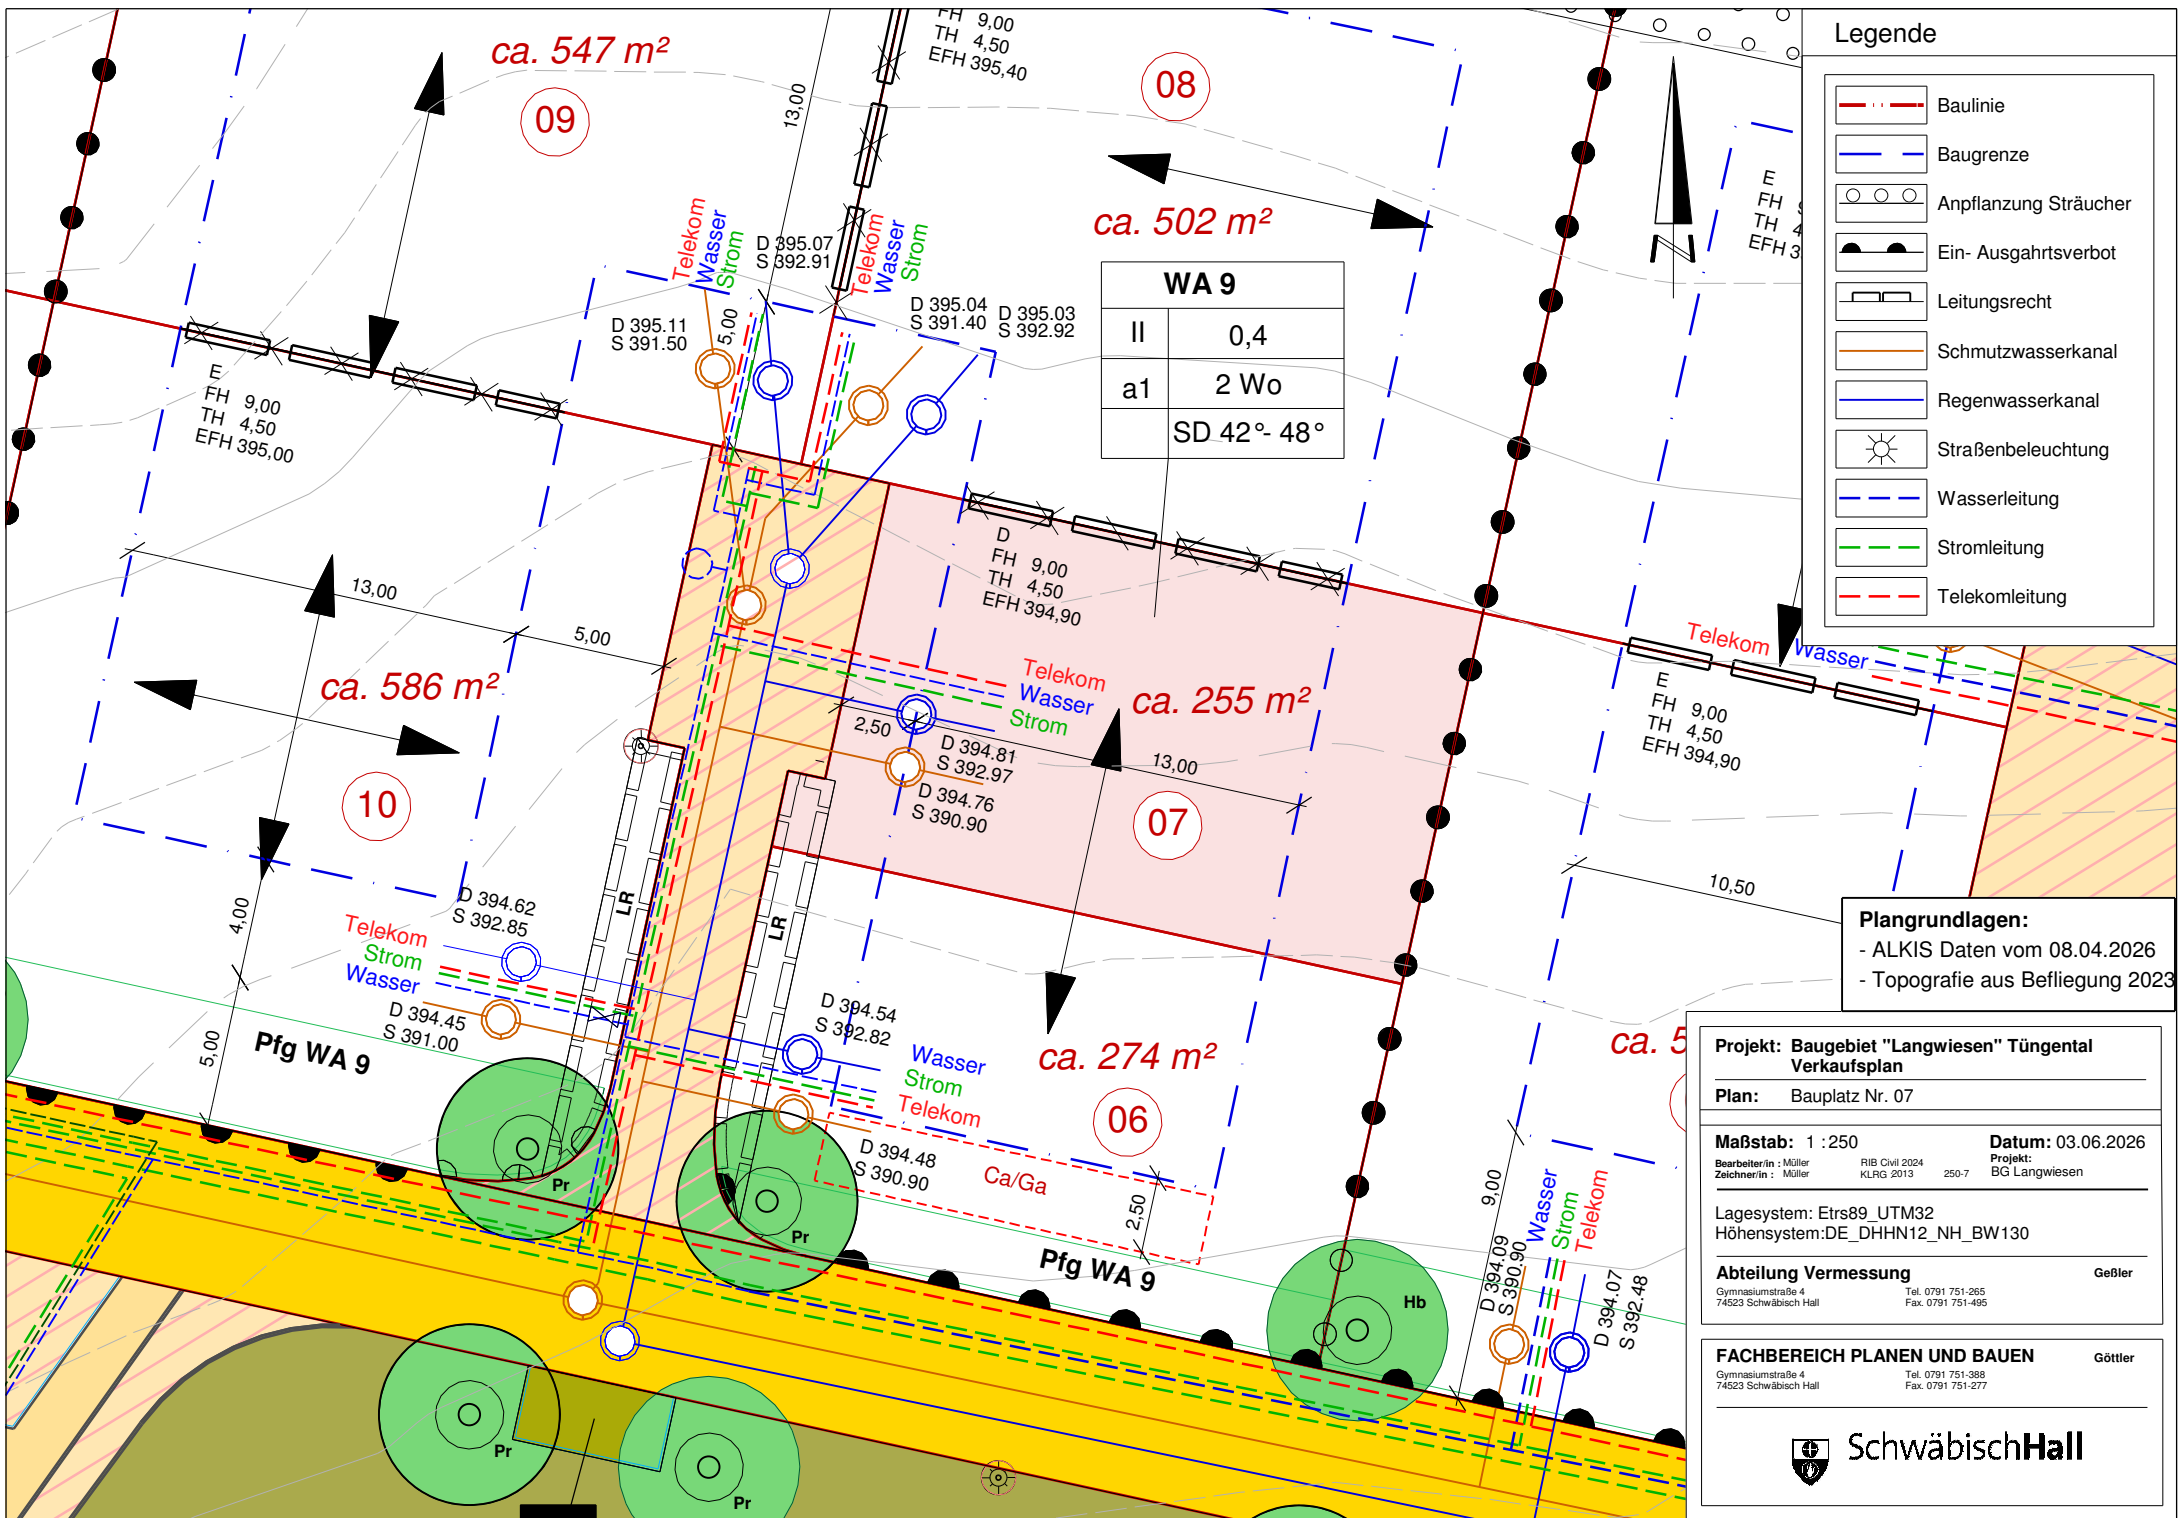 ca. 547 m²
09
13,00
FH 9,00
TH 4,50
EFH 395,40
08
ca. 502 m²
Telekom
Wasser
Strom
D 395.07
S 392.91
Telekom
Wasser
Strom
D 395.11
S 391.50
5,00
D 395.04
S 391.40
D 395.03
S 392.92
WA 9
II 0,4
a1 2 Wo
SD 42°- 48°
N
E
FH 9
TH 4
EFH 3
E
FH 9,00
TH 4,50
EFH 395,00
D
FH 9,00
TH 4,50
EFH 394,90
13,00
5,00
ca. 586 m²
10
Telekom
Wasser
Strom
ca. 255 m²
2,50
D 394.81
S 392.97
13,00
D 394.76
S 390.90
07
Telekom
Wasser
E
FH 9,00
TH 4,50
EFH 394,90
10,50
4,00
5,00
LR
LR
D 394.62
S 392.85
Telekom
Strom
Wasser
D 394.45
S 391.00
Pfg WA 9
D 394.54
S 392.82
Wasser
Strom
Telekom
ca. 274 m²
06
D 394.48
S 390.90
Ca/Ga
2,50
Pfg WA 9
Pr
Pr
Pr
Pr
Hb
ca. 5
9,00
Wasser
Strom
Telekom
D 394.09
S 390.90
D 394.07
S 392.48
Legende
Baulinie
Baugrenze
Anpflanzung Sträucher
Ein- Ausgahrtsverbot
Leitungsrecht
Schmutzwasserkanal
Regenwasserkanal
Straßenbeleuchtung
Wasserleitung
Stromleitung
Telekomleitung
Plangrundlagen:
- ALKIS Daten vom 08.04.2026
- Topografie aus Befliegung 2023
Projekt: Baugebiet "Langwiesen" Tüngental
Verkaufsplan
Plan: Bauplatz Nr. 07
Maßstab: 1 :250 Datum: 03.06.2026
Bearbeiter/in : Müller RIB Civil 2024 Projekt:
Zeichner/in : Müller KLRG 2013 250-7 BG Langwiesen
Lagesystem: Etrs89_UTM32
Höhensystem:DE_DHHN12_NH_BW130
Abteilung Vermessung Geßler
Gymnasiumstraße 4 Tel. 0791 751-265
74523 Schwäbisch Hall Fax. 0791 751-495
FACHBEREICH PLANEN UND BAUEN Göttler
Gymnasiumstraße 4 Tel. 0791 751-388
74523 Schwäbisch Hall Fax. 0791 751-277
SchwäbischHall